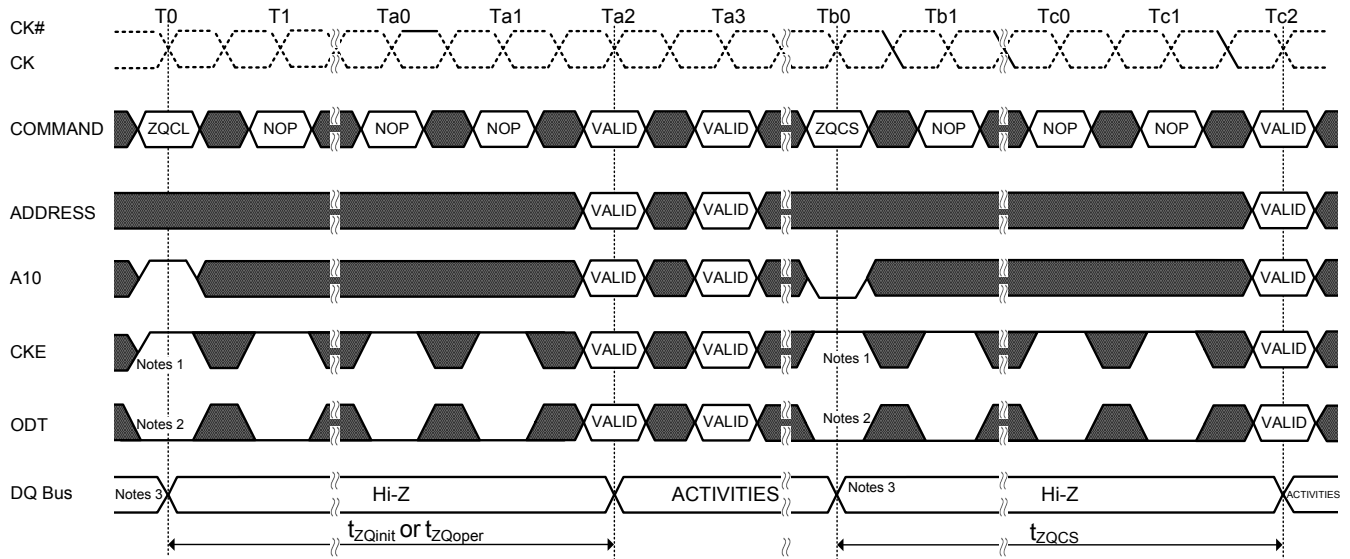 T0 T1 Ta0 Ta1 Ta2 Ta3 Tb0 Tb1 Tc0 Tc1 Tc2
CK#
CK
COMMAND ZQCL NOP NOP NOP VALID VALID ZQCS NOP NOP NOP VALID
ADDRESS VALID VALID VALID
A10 VALID VALID VALID
CKE Notes 1 VALID VALID Notes 1 VALID
ODT Notes 2 VALID VALID Notes 2 VALID
DQ Bus Notes 3 Hi-Z ACTIVITIES Notes 3 Hi-Z ACTIVITIES
tZQinit or tZQoper tZQCS